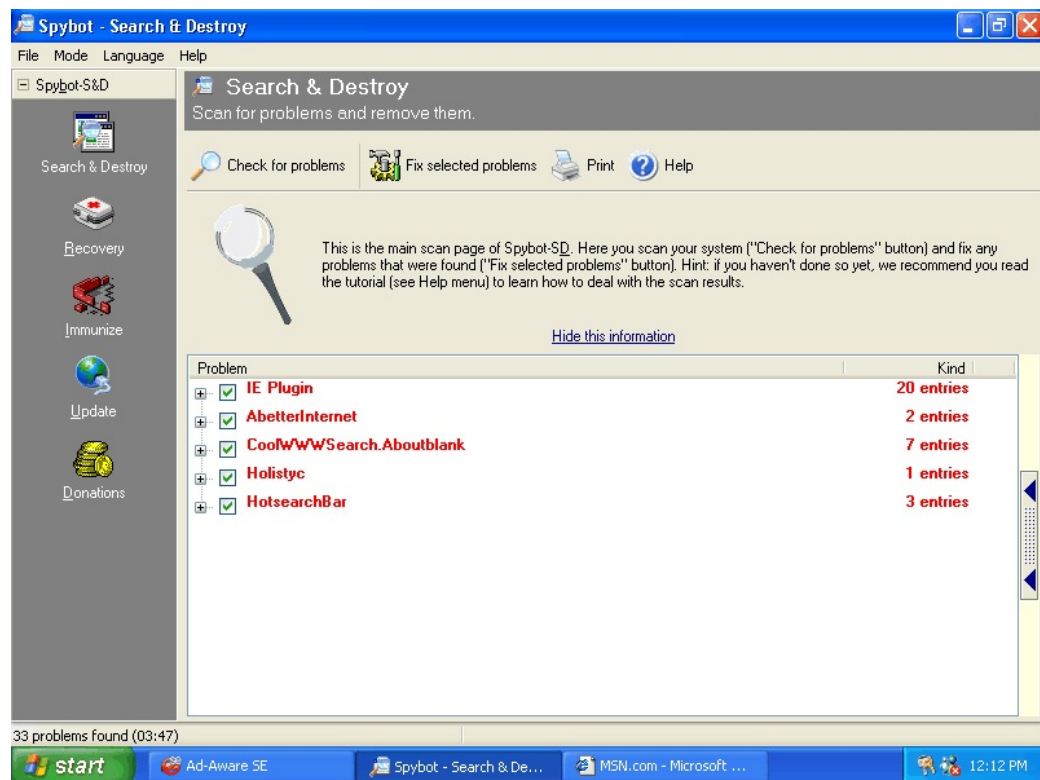 Spybot - Search & Destroy
File Mode Language Help
Spybot-S&D
Search & Destroy
Scan for problems and remove them.
Search & Destroy
Check for problems Fix selected problems Print Help
Recovery
This is the main scan page of Spybot-SD. Here you scan your system ("Check for problems" button) and fix any
problems that were found ("Fix selected problems" button). Hint: if you haven't done so yet, we recommend you read
the tutorial (see Help menu) to learn how to deal with the scan results.
Immunize
Hide this information
Problem Kind
IE Plugin 20 entries
AbetterInternet 2 entries
Update
CoolWWWSearch.Aboutblank 7 entries
Holistyc 1 entries
Donations
HotsearchBar 3 entries
33 problems found (03:47)
start Ad-Aware SE Spybot - Search & De... MSN.com - Microsoft ... 12:12 PM